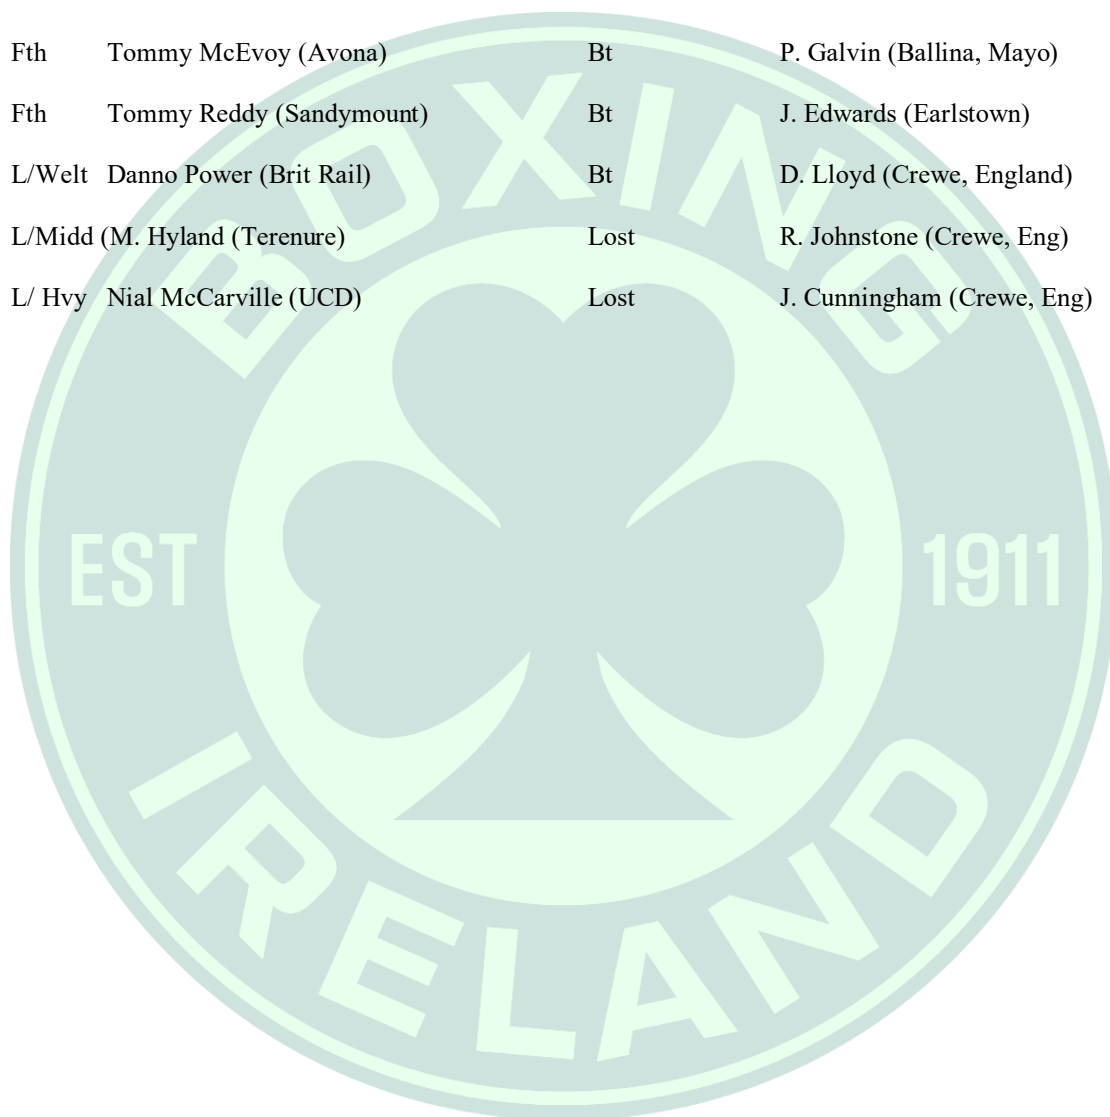 Fth Tommy McEvoy (Avona) Bt P. Galvin (Ballina, Mayo)
Fth Tommy Reddy (Sandymount) Bt J. Edwards (Earlstown)
L/Welt Danno Power (Brit Rail) Bt D. Lloyd (Crewe, England)
L/Midd (M. Hyland (Terenure) Lost R. Johnstone (Crewe, Eng)
L/ Hvy Nial McCarville (UCD) Lost J. Cunningham (Crewe, Eng)
BOXING
EST 1911
IRELAND